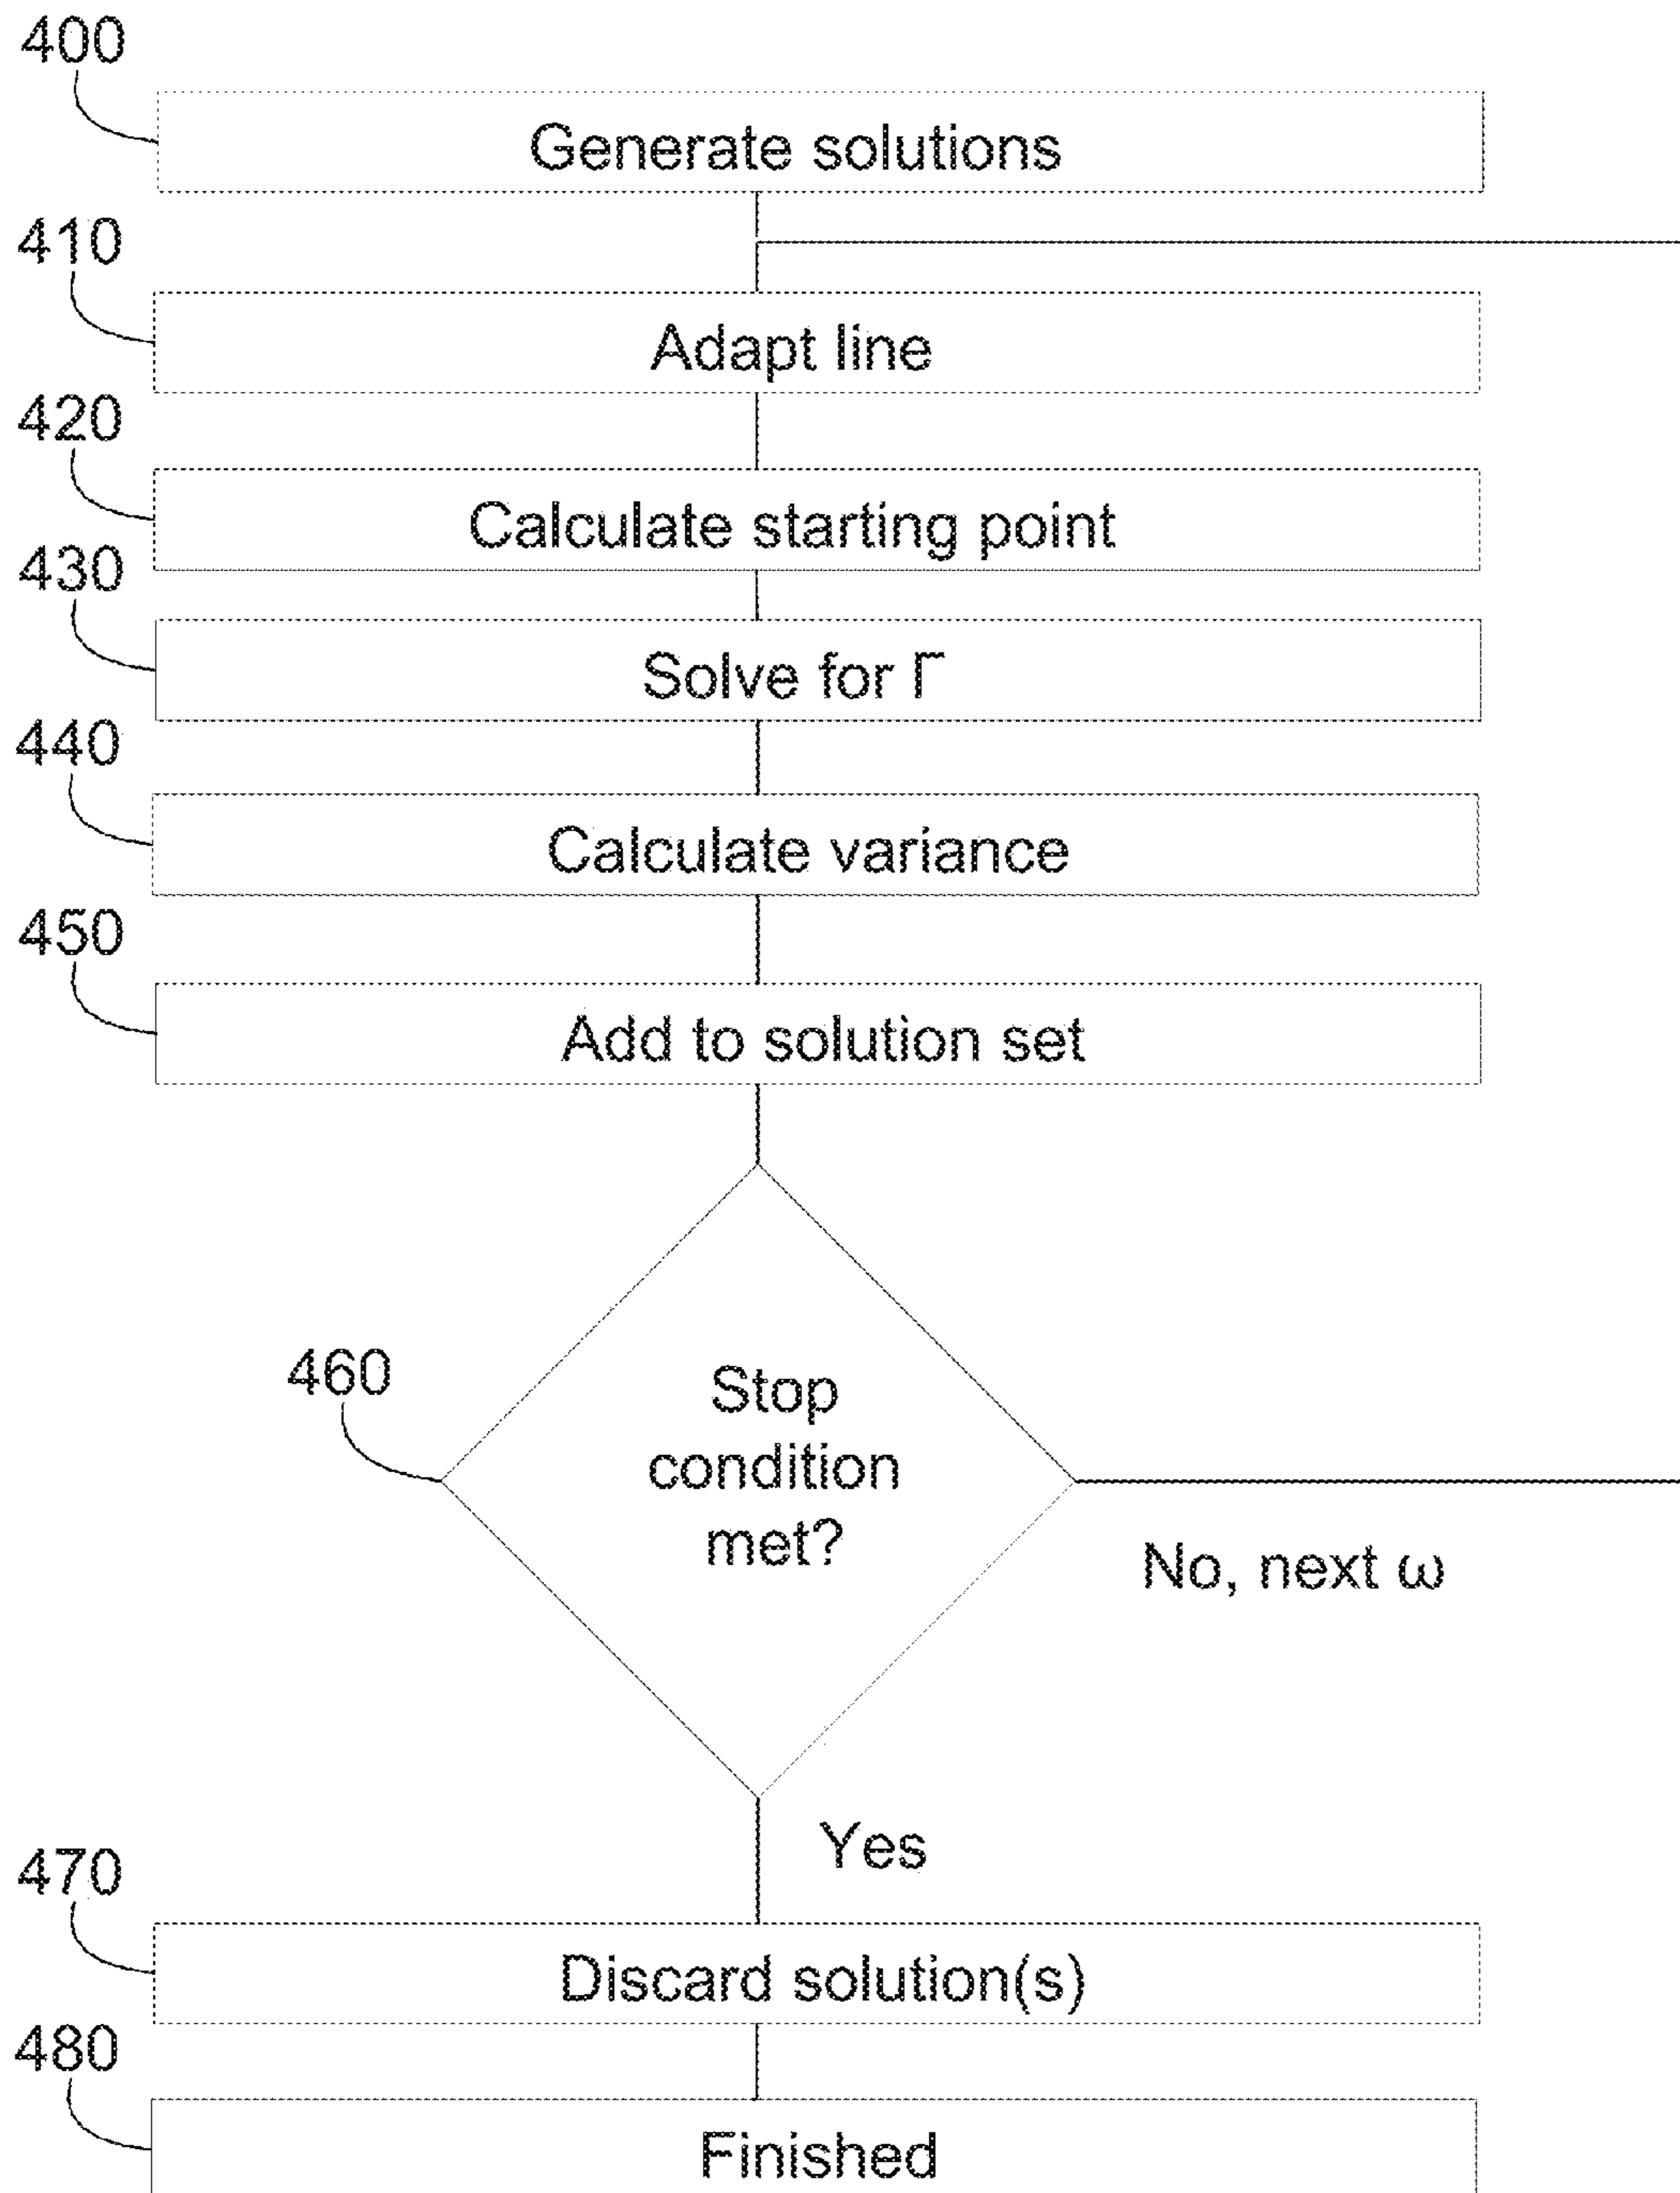 400
Generate solutions
410
Adapt line
420
Calculate starting point
430
Solve for Γ
440
Calculate variance
450
Add to solution set
460
Stop
condition
met?
No, next ω
Yes
470
Discard solution(s)
480
Finished